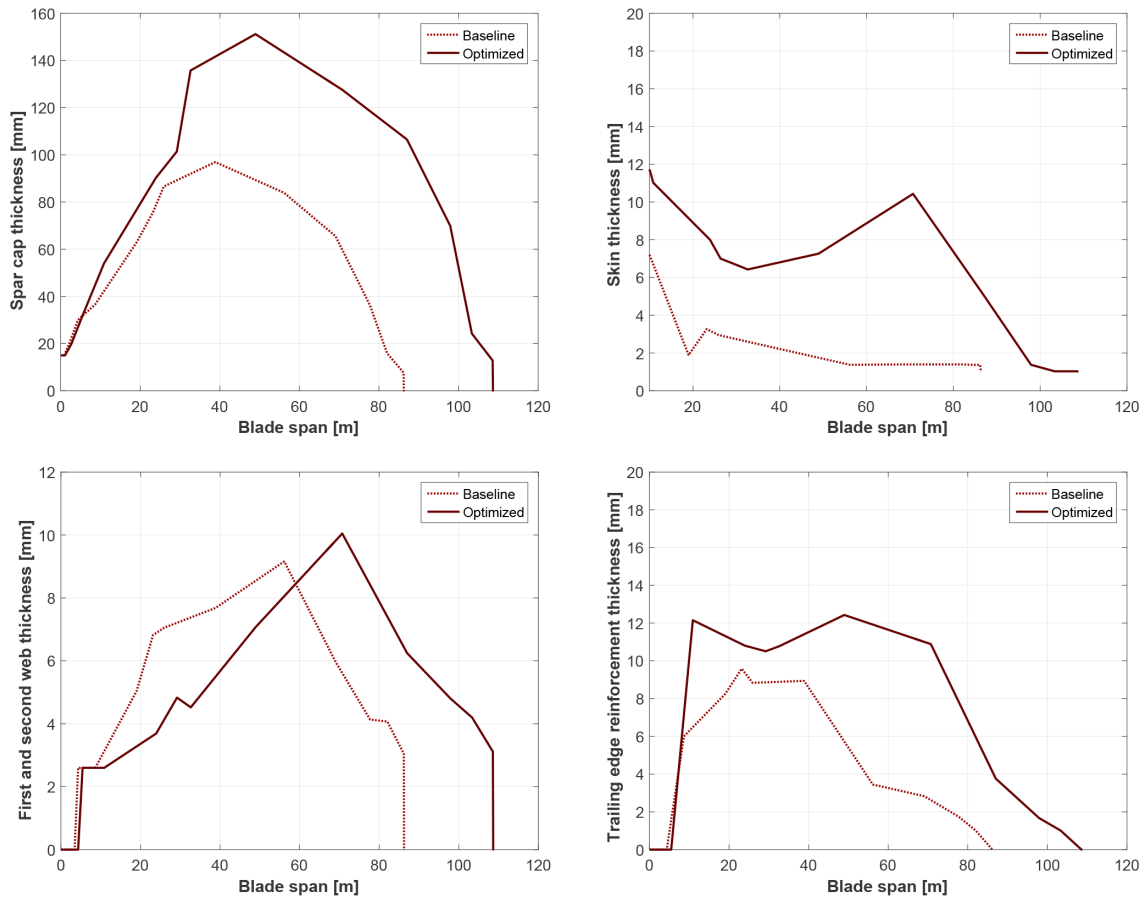 160
140
120
100
80
60
40
20
0
Spar cap thickness [mm]
Baseline
Optimized
0 20 40 60 80 100 120
Blade span [m]
20
18
16
14
12
10
8
6
4
2
0
Skin thickness [mm]
Baseline
Optimized
20 40 60 80 100 120
Blade span [m]
12
10
8
6
4
2
0
First and second web thickness [mm]
Baseline
Optimized
0 20 40 60 80 100 120
Blade span [m]
20
18
16
14
12
10
8
6
4
2
0
Trailing edge reinforcement thickness [mm]
Baseline
Optimized
0 20 40 60 80 100 120
Blade span [m]